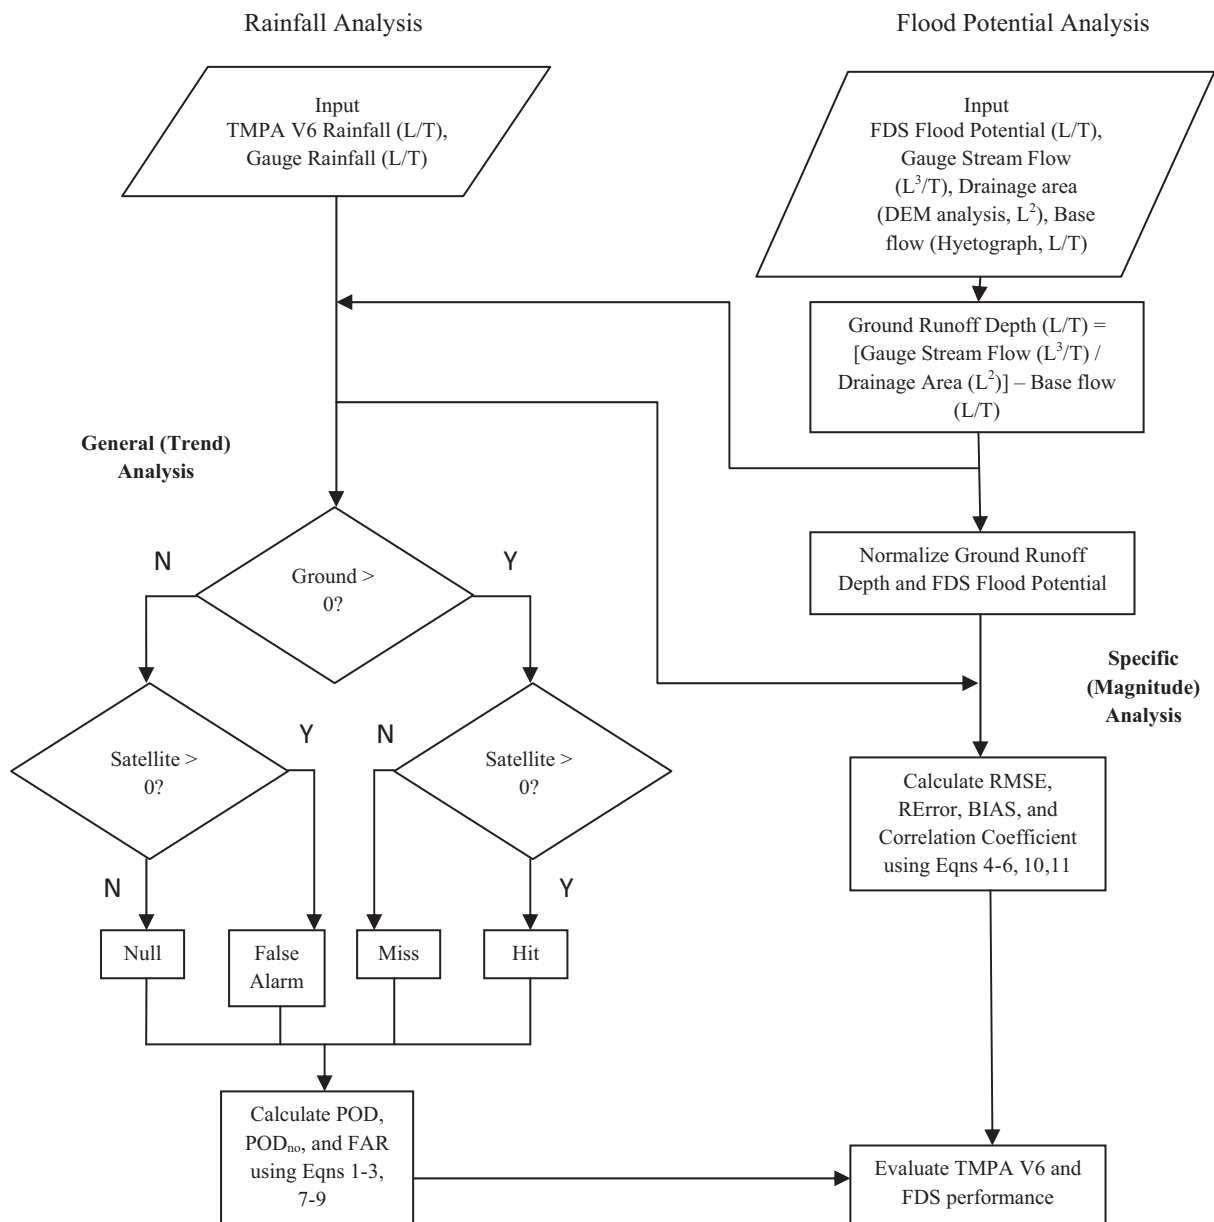 Rainfall Analysis
Flood Potential Analysis
Input
TMPA V6 Rainfall (L/T),
Gauge Rainfall (L/T)
Input
FDS Flood Potential (L/T),
Gauge Stream Flow
(L³/T), Drainage area
(DEM analysis, L²), Base
flow (Hyetograph, L/T)
Ground Runoff Depth (L/T) =
[Gauge Stream Flow (L³/T) /
Drainage Area (L²)] – Base flow
(L/T)
General (Trend)
Analysis
N
Y
Ground >
0?
Normalize Ground Runoff
Depth and FDS Flood Potential
Specific
(Magnitude)
Analysis
Y
N
Satellite >
0?
Satellite >
0?
Calculate RMSE,
RError, BIAS, and
Correlation Coefficient
using Eqns 4-6, 10,11
N
Y
Null
False
Alarm
Miss
Hit
Calculate POD,
PODno, and FAR
using Eqns 1-3,
7-9
Evaluate TMPA V6 and
FDS performance